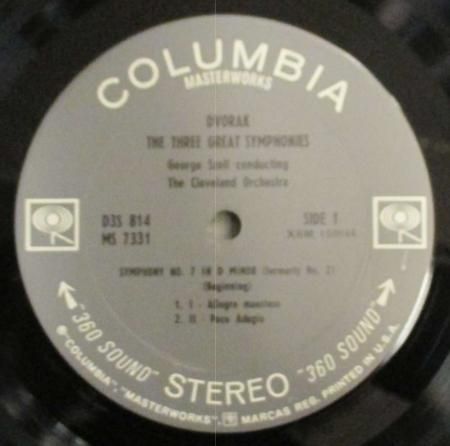 COLUMBIA
MASTERWORKS
DVORAK
THE THREE GREAT SYMPHONIES
George Szell conducting
The Cleveland Orchestra
D3S 814
MS 7331
SIDE 1
SYMPHONY NO. 7 IN D MINOR (formerly No. 2)
(Beginning)
1. I - Allegro maestoso
2. II - Poco Adagio
"360 SOUND" STEREO "360 SOUND"
"COLUMBIA", "MASTERWORKS", MARCAS REG. PRINTED IN U.S.A.